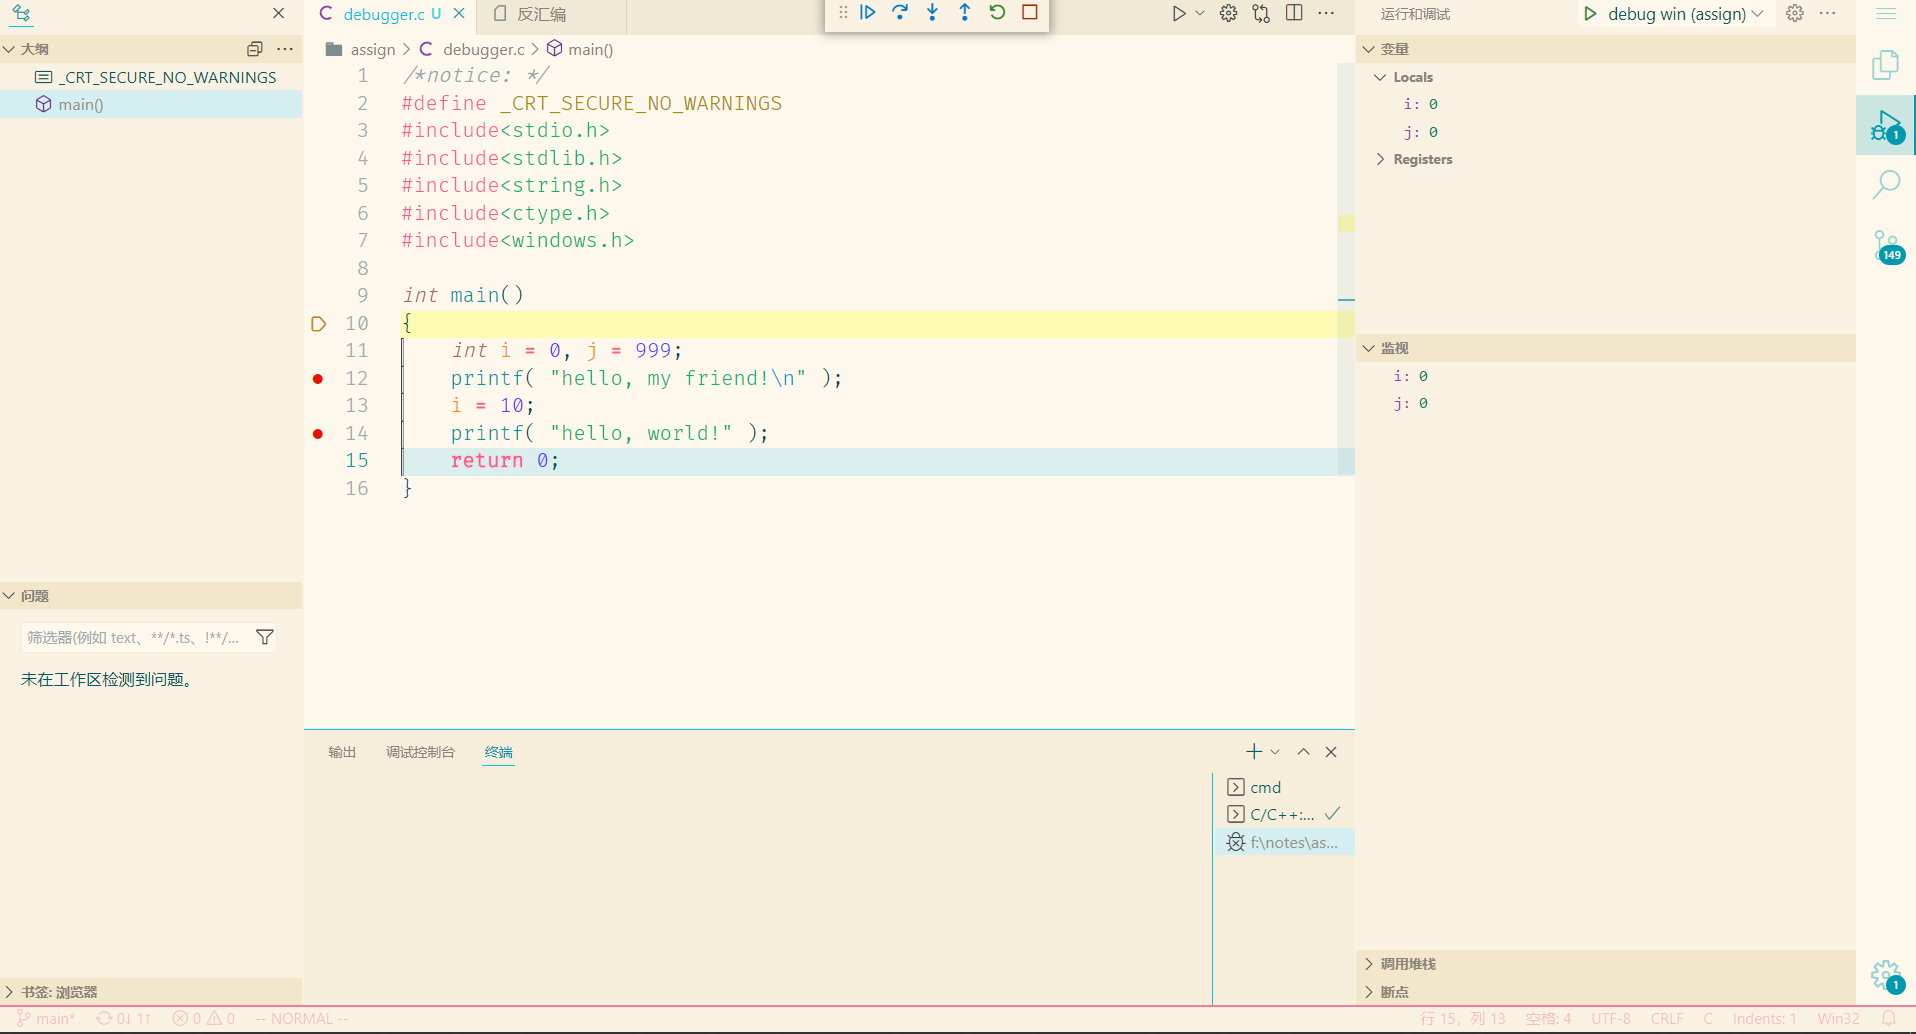 大纲
_CRT_SECURE_NO_WARNINGS
main()
问题
筛选器(例如 text、**/*.ts、!**/...
未在工作区检测到问题。
书签: 浏览器
debugger.c U
反汇编
assign > C debugger.c > main()
1 /*notice: */
2 #define _CRT_SECURE_NO_WARNINGS
3 #include<stdio.h>
4 #include<stdlib.h>
5 #include<string.h>
6 #include<ctype.h>
7 #include<windows.h>
8
9 int main()
10 {
11 int i = 0, j = 999;
12 printf( "hello, my friend!\n" );
13 i = 10;
14 printf( "hello, world!" );
15 return 0;
16 }
输出 调试控制台 终端
cmd
C/C++:...
f:\notes\as...
运行和调试
debug win (assign)
变量
Locals
i: 0
j: 0
Registers
监视
i: 0
j: 0
调用堆栈
断点
1
149
1
main* 0↓ 1↑ 0 0 -- NORMAL --
行 15，列 13 空格: 4 UTF-8 CRLF C Indents: 1 Win32